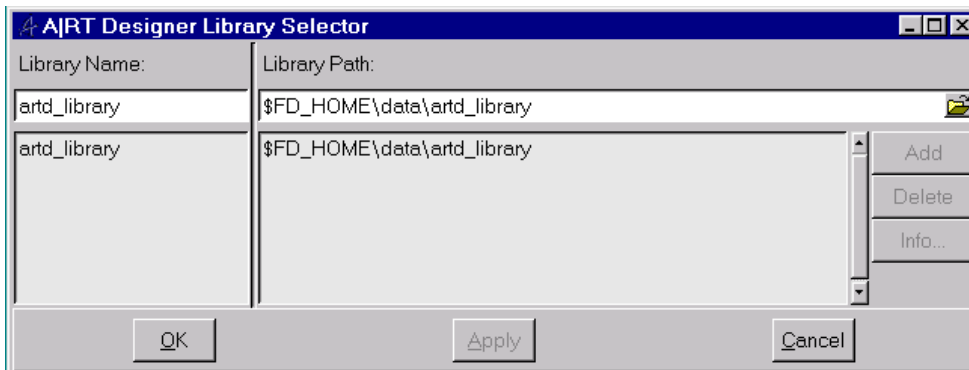 A|RT Designer Library Selector
Library Name: Library Path:
artd_library $FD_HOME\data\artd_library
artd_library $FD_HOME\data\artd_library
Add
Delete
Info...
OK Apply Cancel